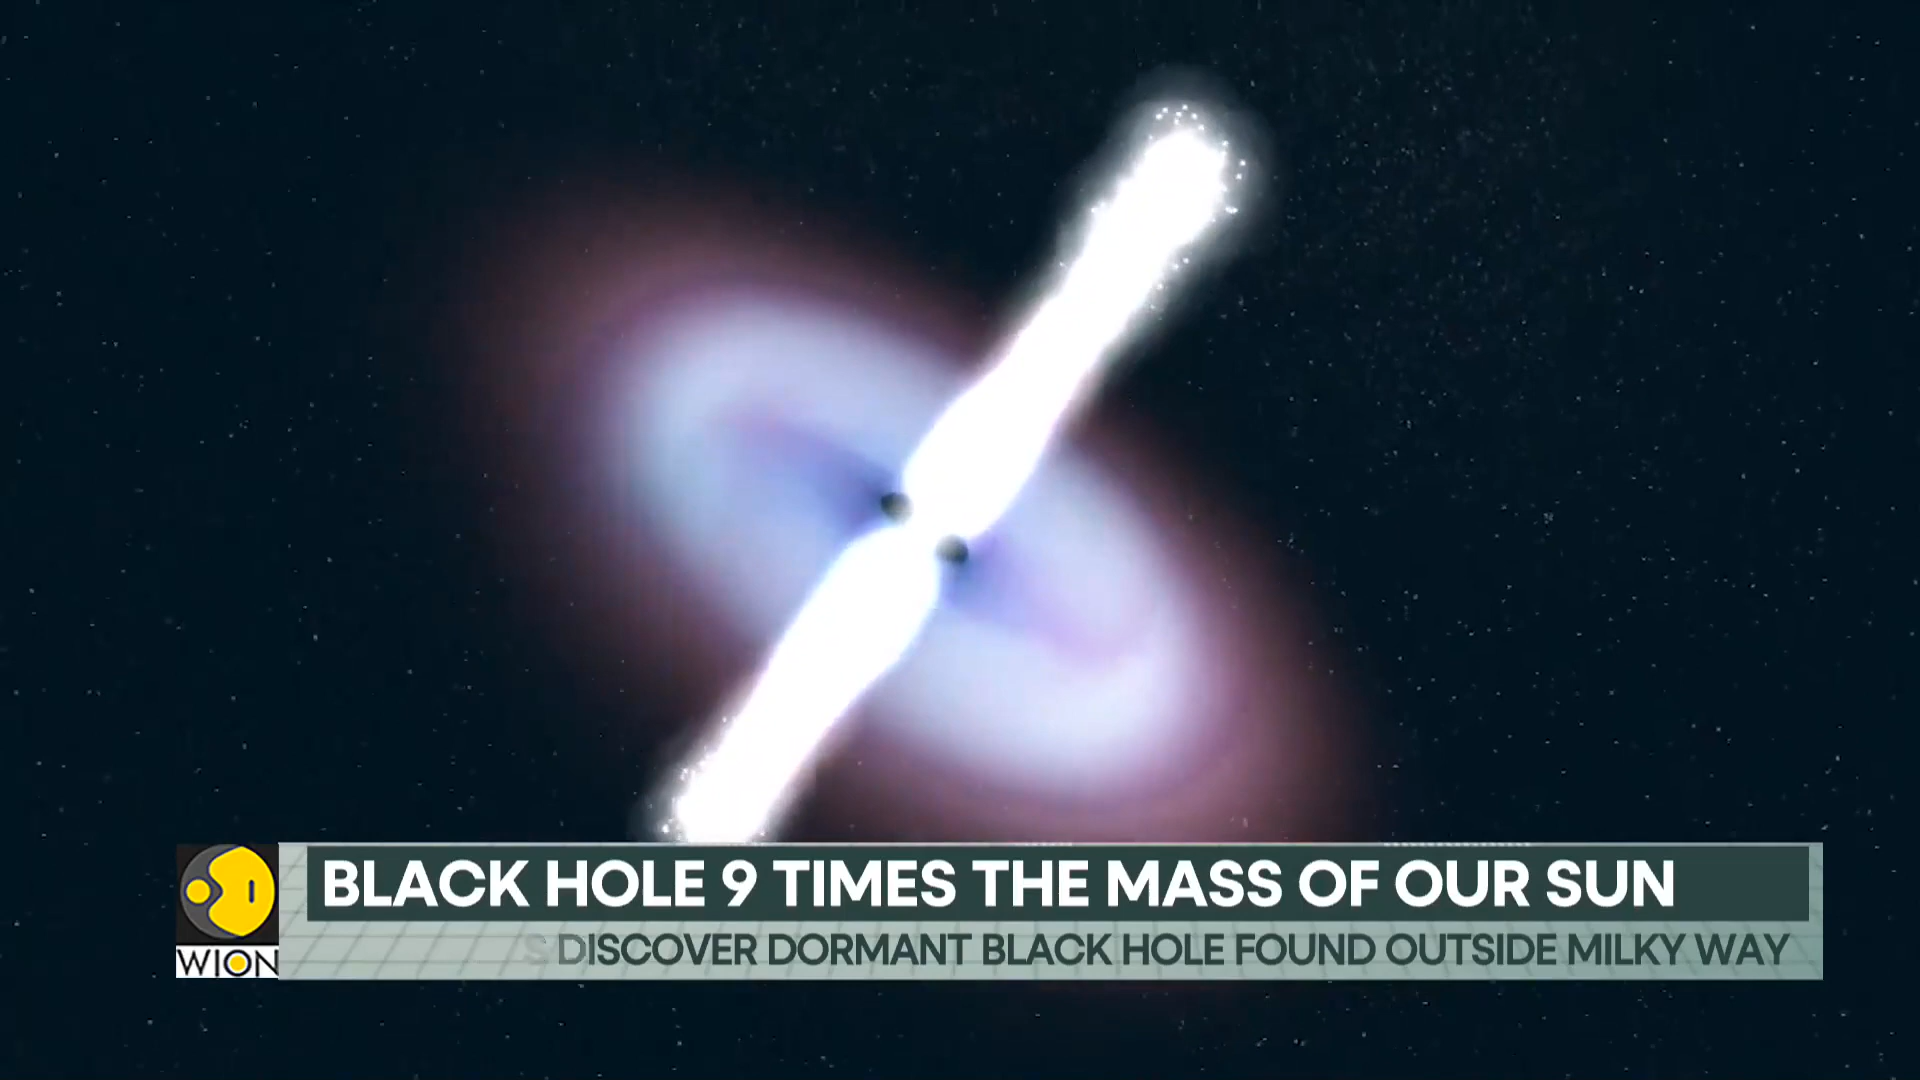 BLACK HOLE 9 TIMES THE MASS OF OUR SUN
S DISCOVER DORMANT BLACK HOLE FOUND OUTSIDE MILKY WAY
WION